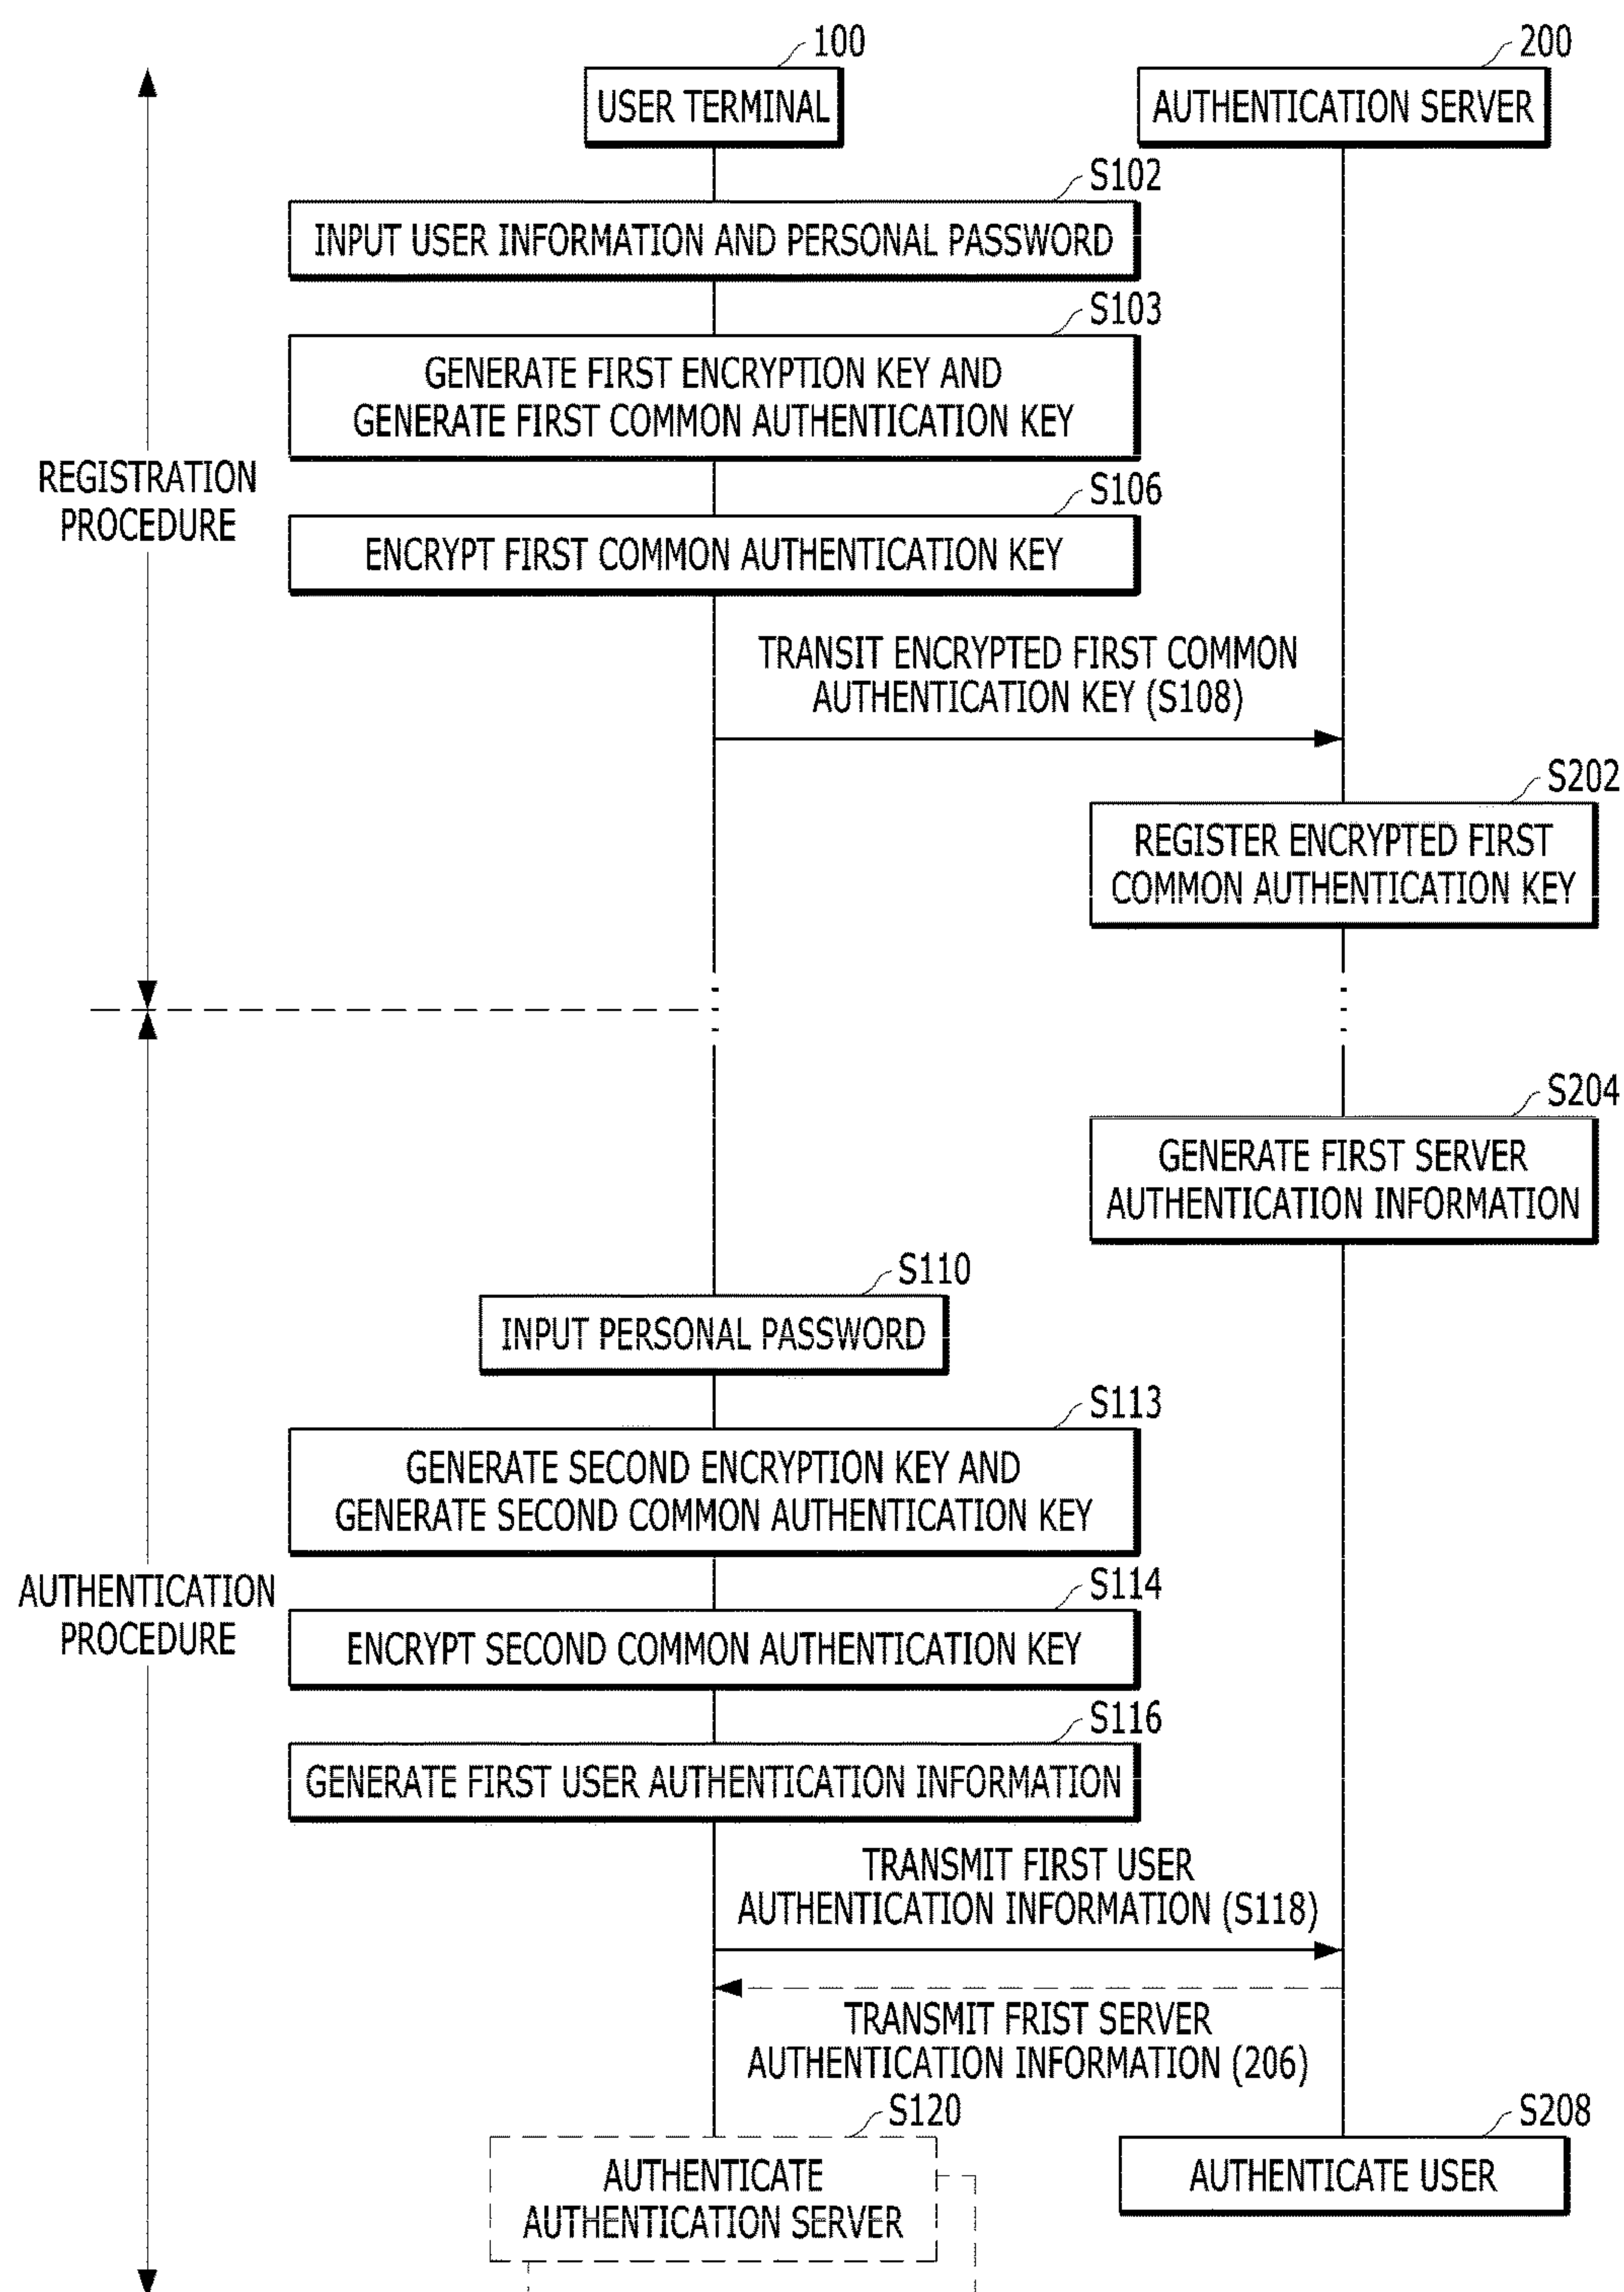 100
200
USER TERMINAL
AUTHENTICATION SERVER
S102
INPUT USER INFORMATION AND PERSONAL PASSWORD
S103
GENERATE FIRST ENCRYPTION KEY AND
GENERATE FIRST COMMON AUTHENTICATION KEY
REGISTRATION
PROCEDURE
S106
ENCRYPT FIRST COMMON AUTHENTICATION KEY
TRANSIT ENCRYPTED FIRST COMMON
AUTHENTICATION KEY (S108)
S202
REGISTER ENCRYPTED FIRST
COMMON AUTHENTICATION KEY
S204
GENERATE FIRST SERVER
AUTHENTICATION INFORMATION
S110
INPUT PERSONAL PASSWORD
S113
GENERATE SECOND ENCRYPTION KEY AND
GENERATE SECOND COMMON AUTHENTICATION KEY
AUTHENTICATION
PROCEDURE
S114
ENCRYPT SECOND COMMON AUTHENTICATION KEY
S116
GENERATE FIRST USER AUTHENTICATION INFORMATION
TRANSMIT FIRST USER
AUTHENTICATION INFORMATION (S118)
TRANSMIT FRIST SERVER
AUTHENTICATION INFORMATION (206)
S120
AUTHENTICATE
AUTHENTICATION SERVER
S208
AUTHENTICATE USER